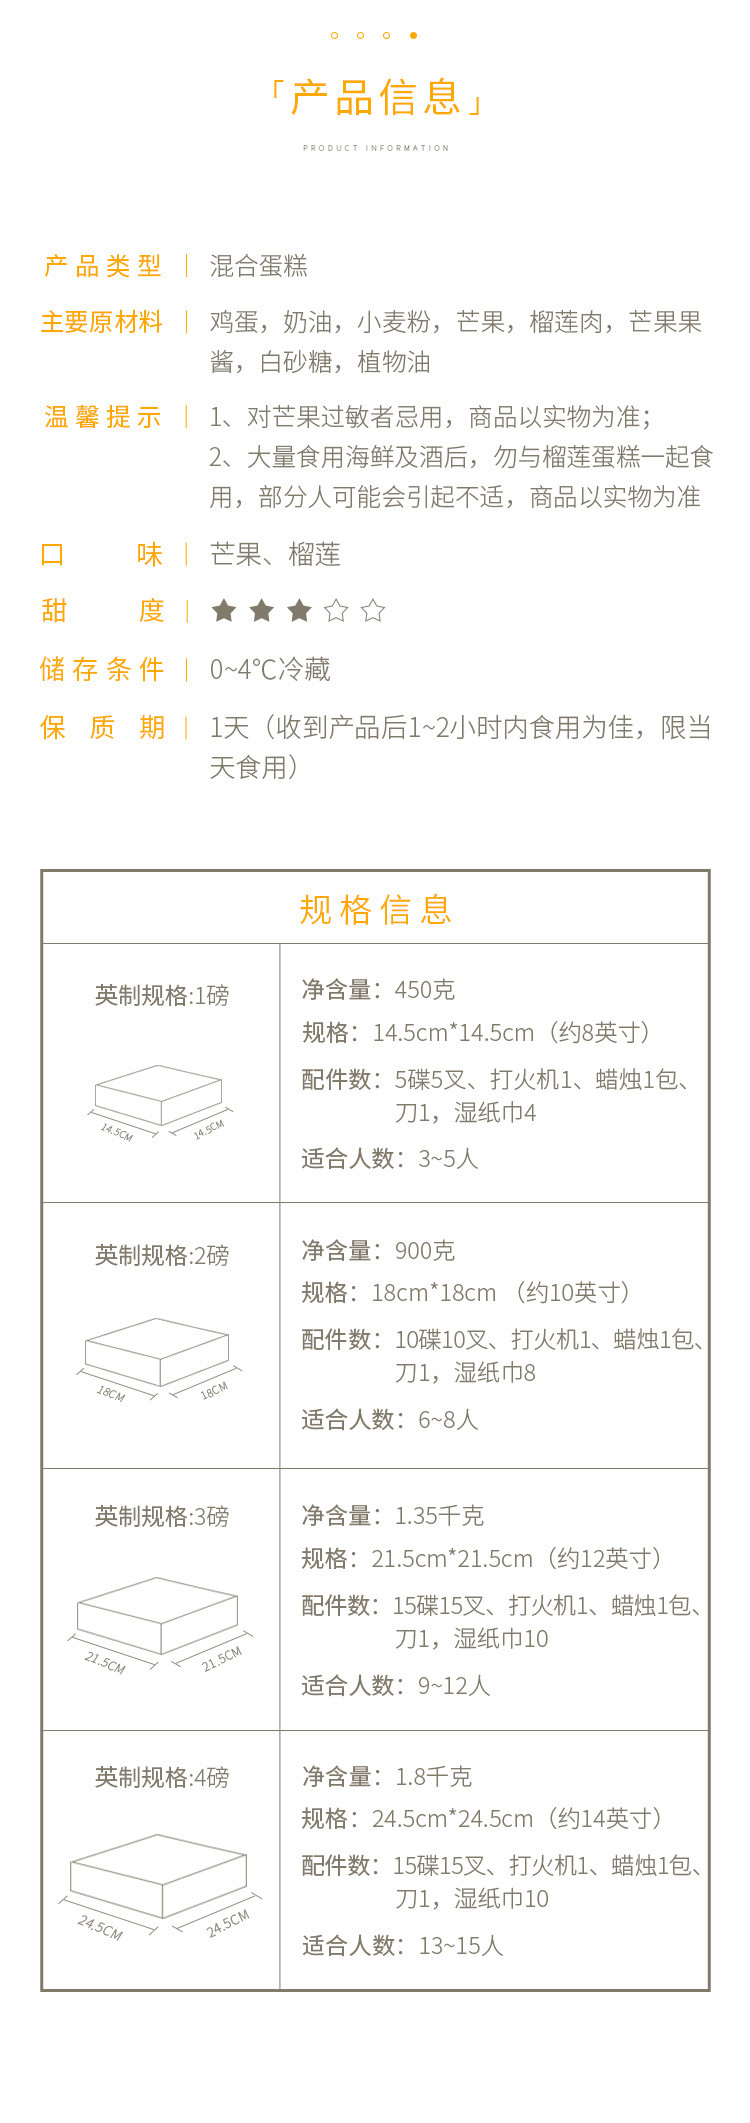 「产品信息」
PRODUCT INFORMATION
产品类型 | 混合蛋糕
主要原材料 | 鸡蛋，奶油，小麦粉，芒果，榴莲肉，芒果果
酱，白砂糖，植物油
温馨提示 | 1、对芒果过敏者忌用，商品以实物为准；
2、大量食用海鲜及酒后，勿与榴莲蛋糕一起食
用，部分人可能会引起不适，商品以实物为准
口味 | 芒果、榴莲
甜度 | ★★★☆☆
储存条件 | 0~4℃冷藏
保质期 | 1天（收到产品后1~2小时内食用为佳，限当
天食用）
规格信息
英制规格:1磅
14.5CM
14.5CM
净含量：450克
规格：14.5cm*14.5cm（约8英寸）
配件数：5碟5叉、打火机1、蜡烛1包、
刀1，湿纸巾4
适合人数：3~5人
英制规格:2磅
18CM
18CM
净含量：900克
规格：18cm*18cm （约10英寸）
配件数：10碟10叉、打火机1、蜡烛1包、
刀1，湿纸巾8
适合人数：6~8人
英制规格:3磅
21.5CM
21.5CM
净含量：1.35千克
规格：21.5cm*21.5cm（约12英寸）
配件数：15碟15叉、打火机1、蜡烛1包、
刀1，湿纸巾10
适合人数：9~12人
英制规格:4磅
24.5CM
24.5CM
净含量：1.8千克
规格：24.5cm*24.5cm（约14英寸）
配件数：15碟15叉、打火机1、蜡烛1包、
刀1，湿纸巾10
适合人数：13~15人